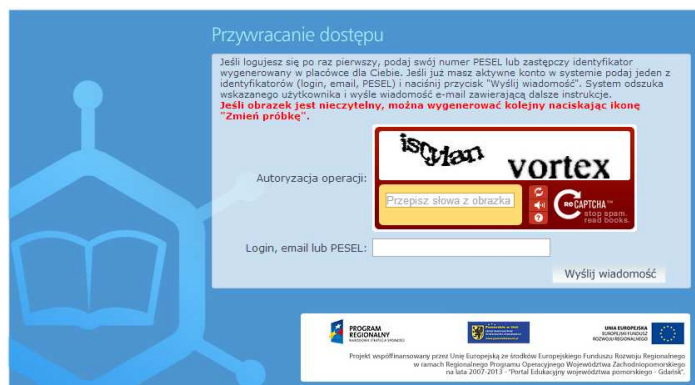 Przywracanie dostępu
Jeśli logujesz się po raz pierwszy, podaj swój numer PESEL lub zastępczy identyfikator
wygenerowany w placówce dla Ciebie. Jeśli już masz aktywne konto w systemie podaj jeden z
identyfikatorów (login, email, PESEL) i naciśnij przycisk "Wyślij wiadomość". System odszuka
wskazanego użytkownika i wyśle wiadomość e-mail zawierającą dalsze instrukcje.
Jeśli obrazek jest nieczytelny, można wygenerować kolejny naciskając ikonę
"Zmień próbkę".
Autoryzacja operacji:
Przepisz słowa z obrazka
reCAPTCHA™
stop spam.
read books.
Login, email lub PESEL:
Wyślij wiadomość
PROGRAM
REGIONALNY
NARODOWA STRATEGIA SPÓJNOŚCI
UNIA EUROPEJSKA
EUROPEJSKI FUNDUSZ
ROZWOJU REGIONALNEGO
Projekt współfinansowany przez Unię Europejską ze środków Europejskiego Funduszu Rozwoju Regionalnego
w ramach Regionalnego Programu Operacyjnego Województwa Zachodniopomorskiego
na lata 2007-2013 - "Portal Edukacyjny województwa pomorskiego - Gdańsk".